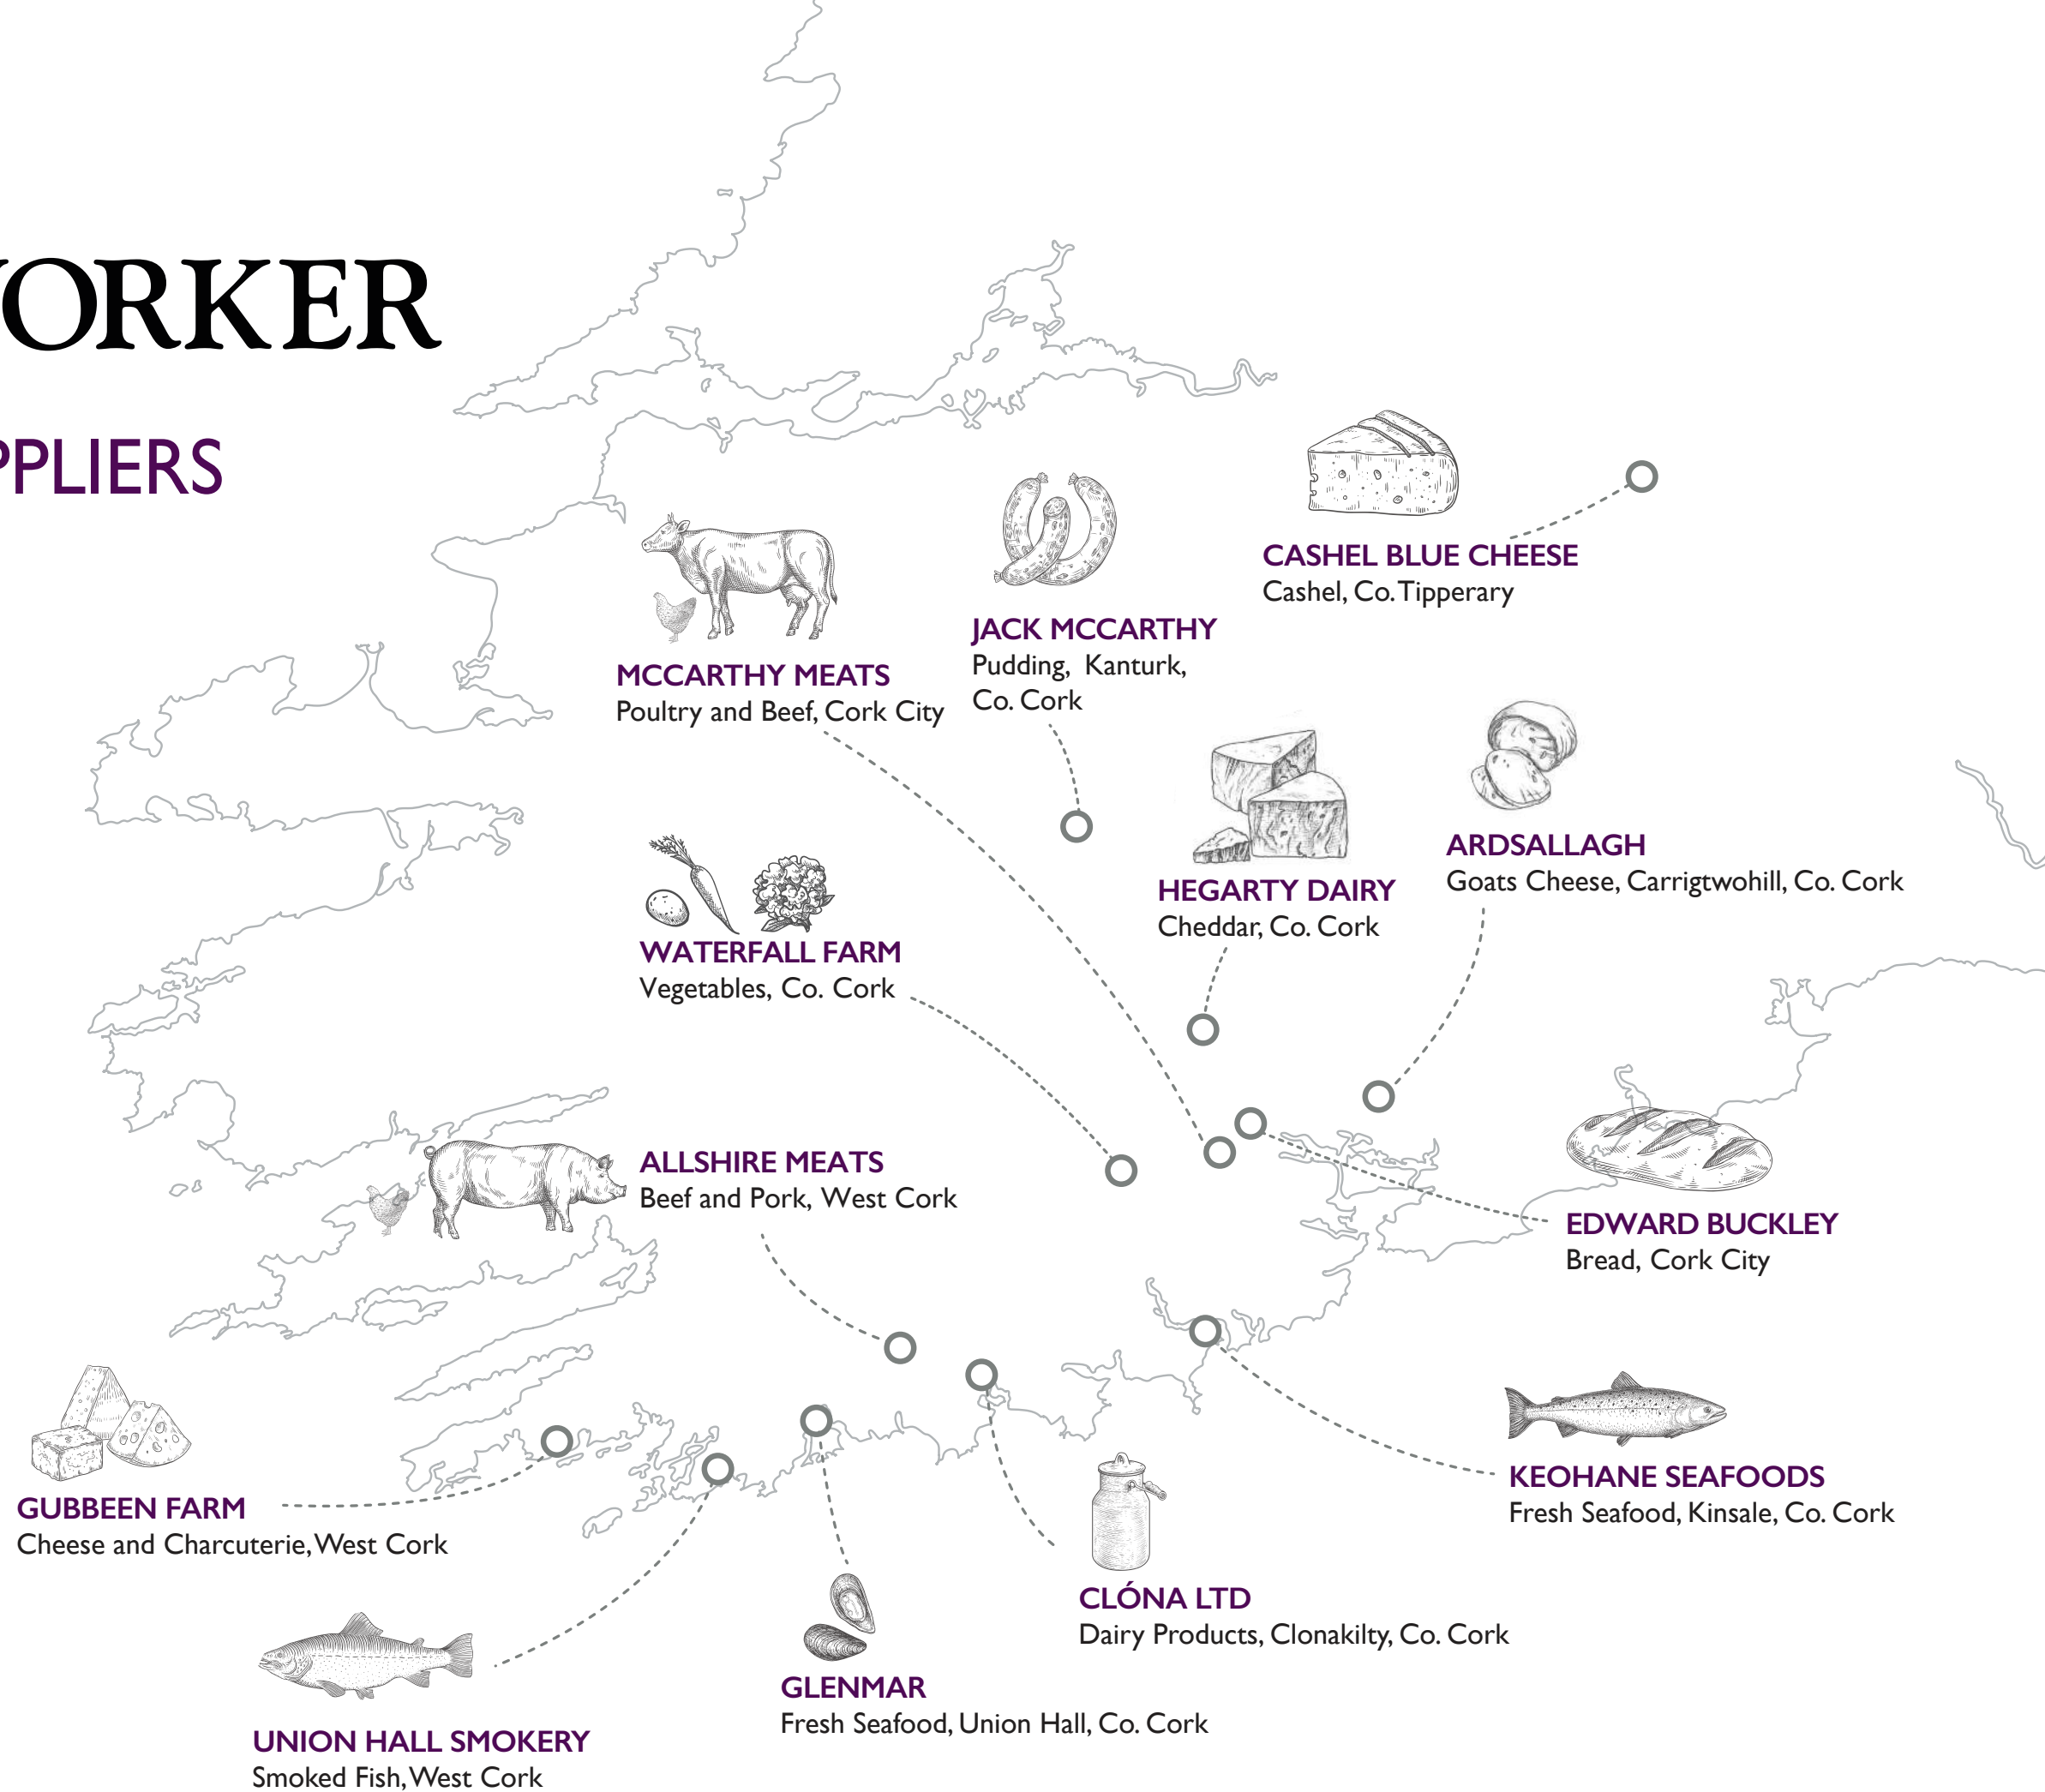 YORKER
PPLIERS
CASHEL BLUE CHEESE
Cashel, Co. Tipperary
JACK MCCARTHY
Pudding, Kanturk,
Co. Cork
MCCARTHY MEATS
Poultry and Beef, Cork City
ARDSALLAGH
Goats Cheese, Carrigtwohill, Co. Cork
HEGARTY DAIRY
Cheddar, Co. Cork
WATERFALL FARM
Vegetables, Co. Cork
ALLSHIRE MEATS
Beef and Pork, West Cork
EDWARD BUCKLEY
Bread, Cork City
KEOHANE SEAFOODS
Fresh Seafood, Kinsale, Co. Cork
GUBBEEN FARM
Cheese and Charcuterie, West Cork
CLÓNA LTD
Dairy Products, Clonakilty, Co. Cork
GLENMAR
Fresh Seafood, Union Hall, Co. Cork
UNION HALL SMOKERY
Smoked Fish, West Cork